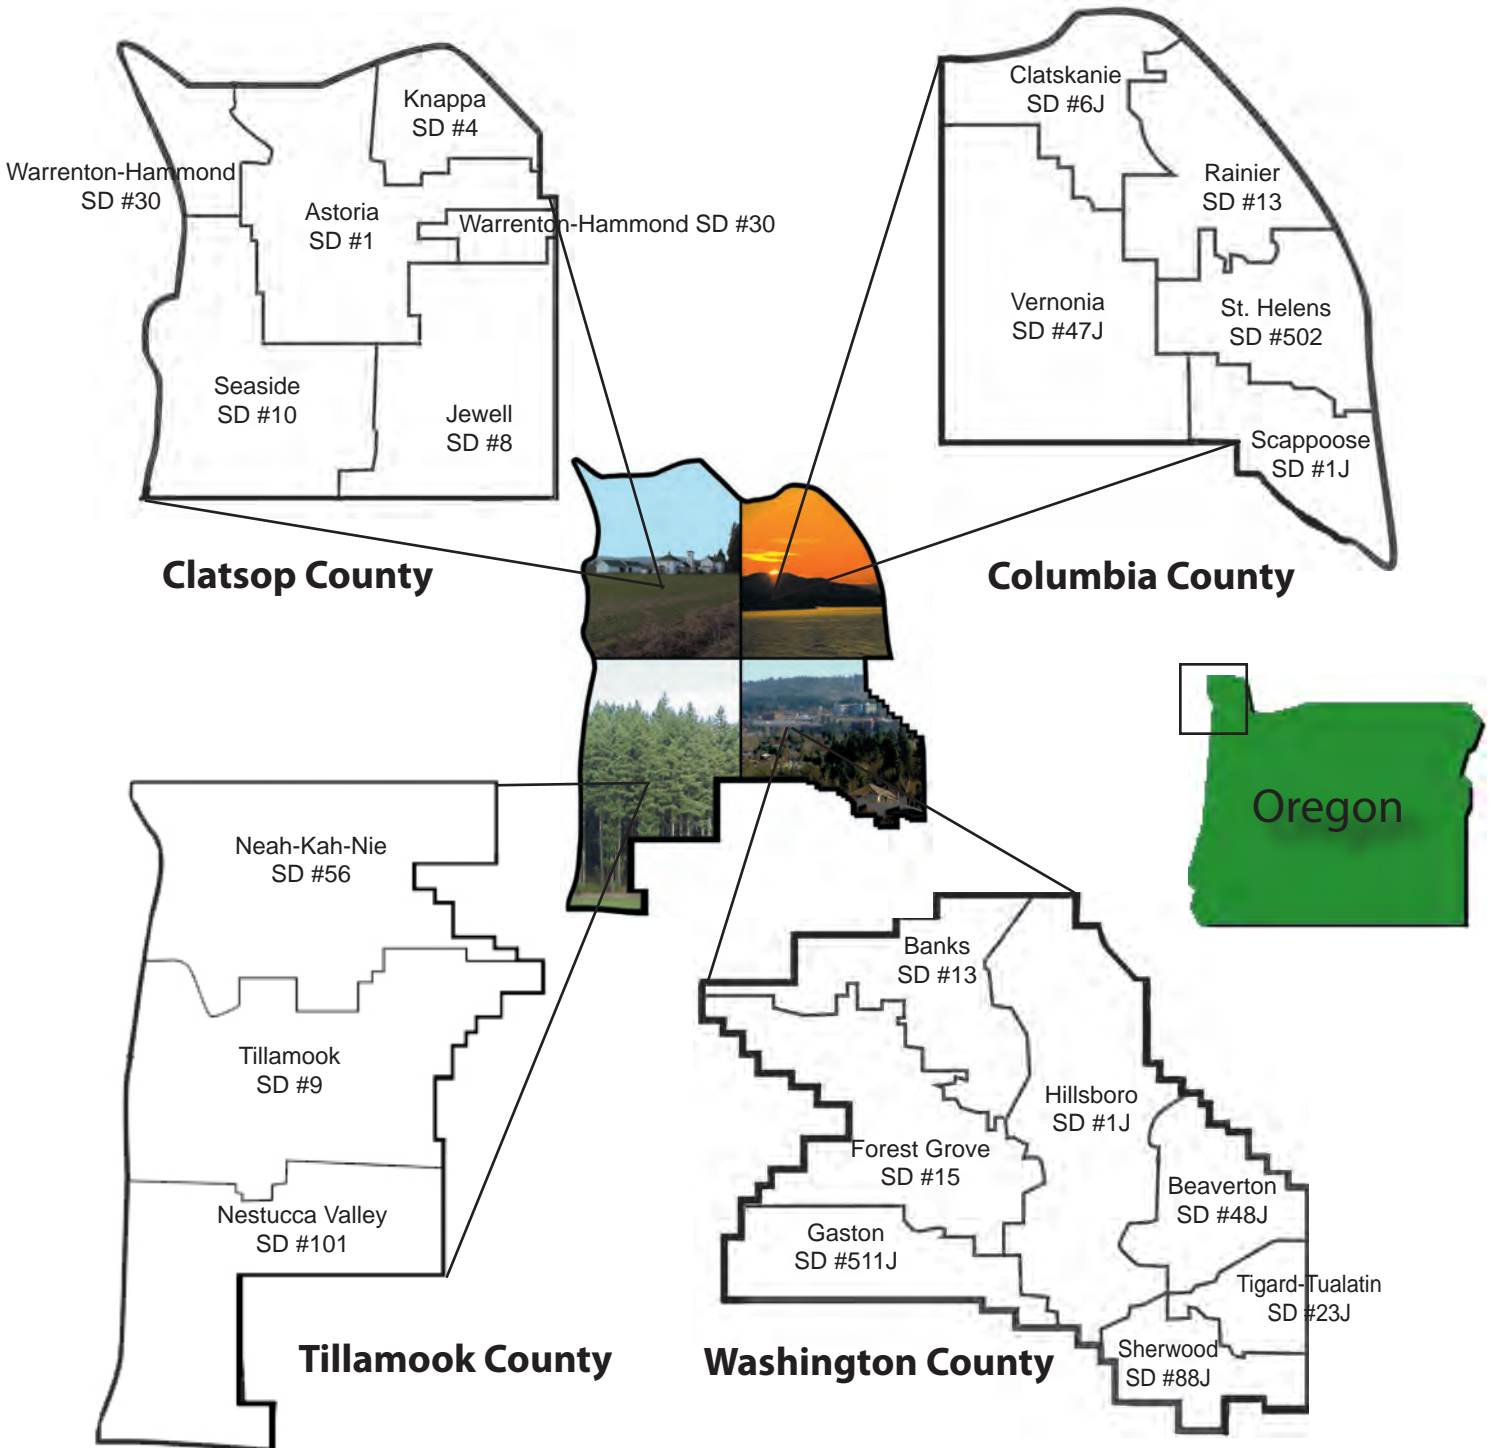 Knappa
SD #4
Warrenton-Hammond
SD #30
Astoria
SD #1
Warrenton-Hammond SD #30
Seaside
SD #10
Jewell
SD #8
Clatsop County
Clatskanie
SD #6J
Rainier
SD #13
Vernonia
SD #47J
St. Helens
SD #502
Scappoose
SD #1J
Columbia County
Oregon
Neah-Kah-Nie
SD #56
Tillamook
SD #9
Nestucca Valley
SD #101
Tillamook County
Banks
SD #13
Hillsboro
SD #1J
Forest Grove
SD #15
Beaverton
SD #48J
Gaston
SD #511J
Tigard-Tualatin
SD #23J
Sherwood
SD #88J
Washington County